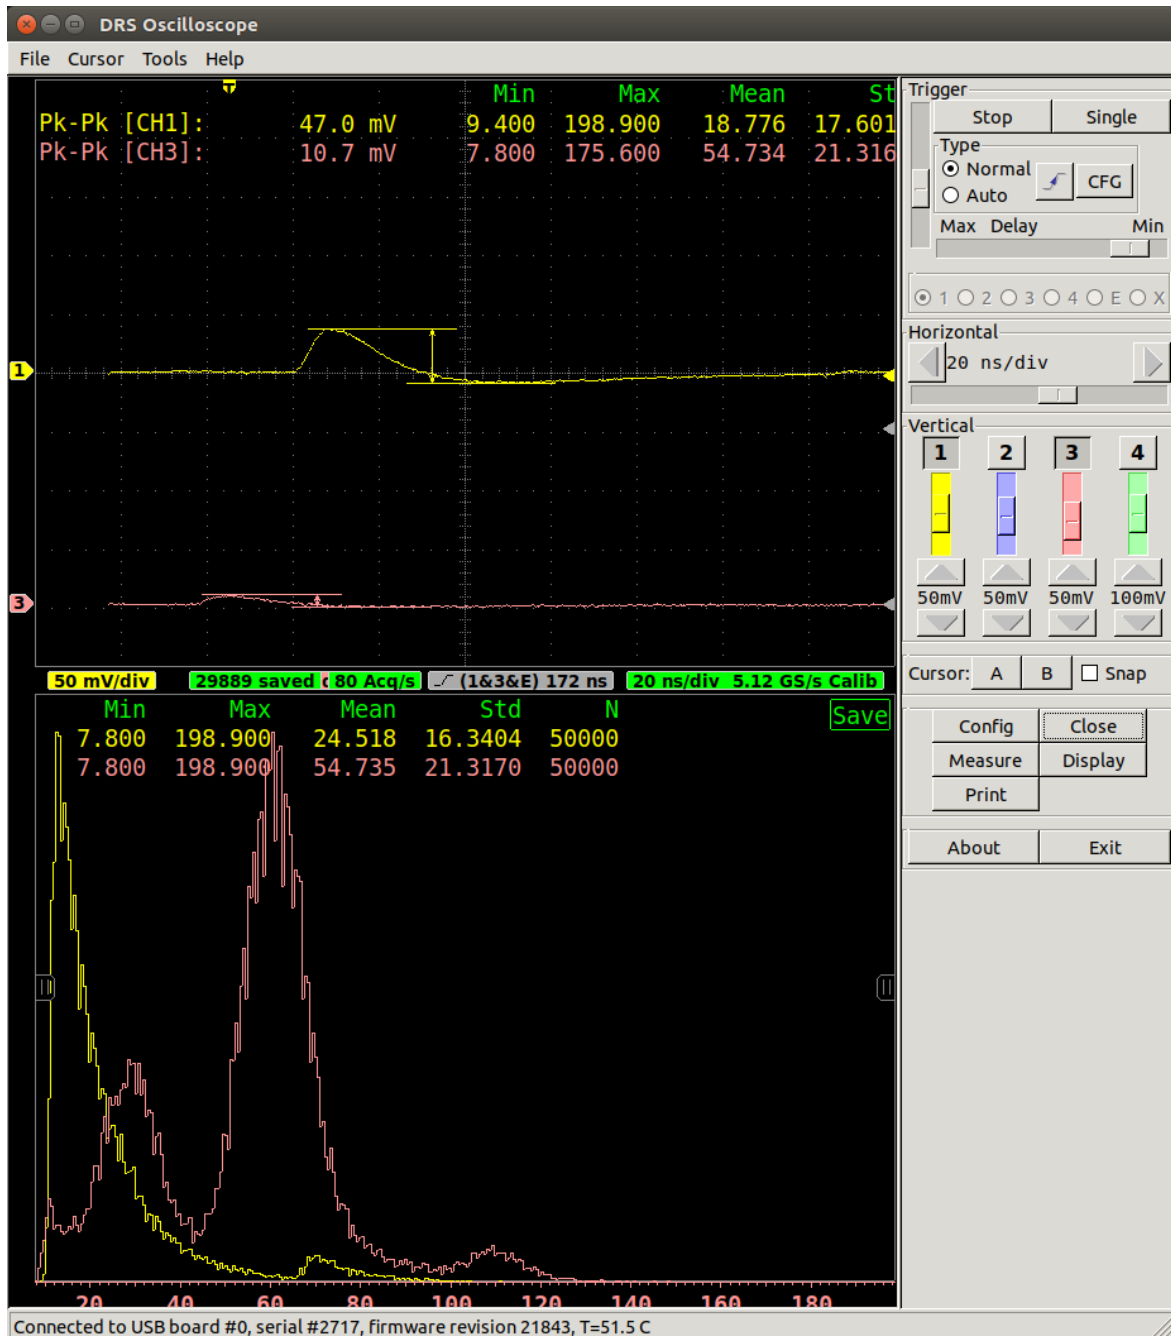 DRS Oscilloscope
File Cursor Tools Help
Min Max Mean St
Pk-Pk [CH1]: 47.0 mV 9.400 198.900 18.776 17.601
Pk-Pk [CH3]: 10.7 mV 7.800 175.600 54.734 21.316
T
1
3
50 mV/div 29889 saved 80 Acq/s (1&3&E) 172 ns 20 ns/div 5.12 GS/s Calib
Min Max Mean Std N
7.800 198.900 24.518 16.3404 50000
7.800 198.900 54.735 21.3170 50000
Save
20 40 60 80 100 120 140 160 180
Trigger
Stop Single
Type
Normal
Auto
CFG
Max Delay Min
1 2 3 4 E X
Horizontal
20 ns/div
Vertical
1 2 3 4
50mV 50mV 50mV 100mV
Cursor: A B Snap
Config Close
Measure Display
Print
About Exit
Connected to USB board #0, serial #2717, firmware revision 21843, T=51.5 C